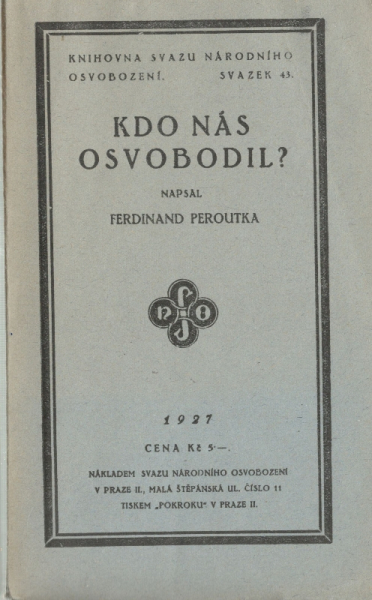 KNIHOVNA SVAZU NÁRODNÍHO
OSVOBOZENÍ. SVAZEK 43.
KDO NÁS
OSVOBODIL?
NAPSAL
FERDINAND PEROUTKA
1927
CENA Kč 5·—.
NÁKLADEM SVAZU NÁRODNÍHO OSVOBOZENÍ
V PRAZE II., MALÁ ŠTĚPÁNSKÁ UL. ČÍSLO 11
TISKEM „POKROKU“ V PRAZE II.